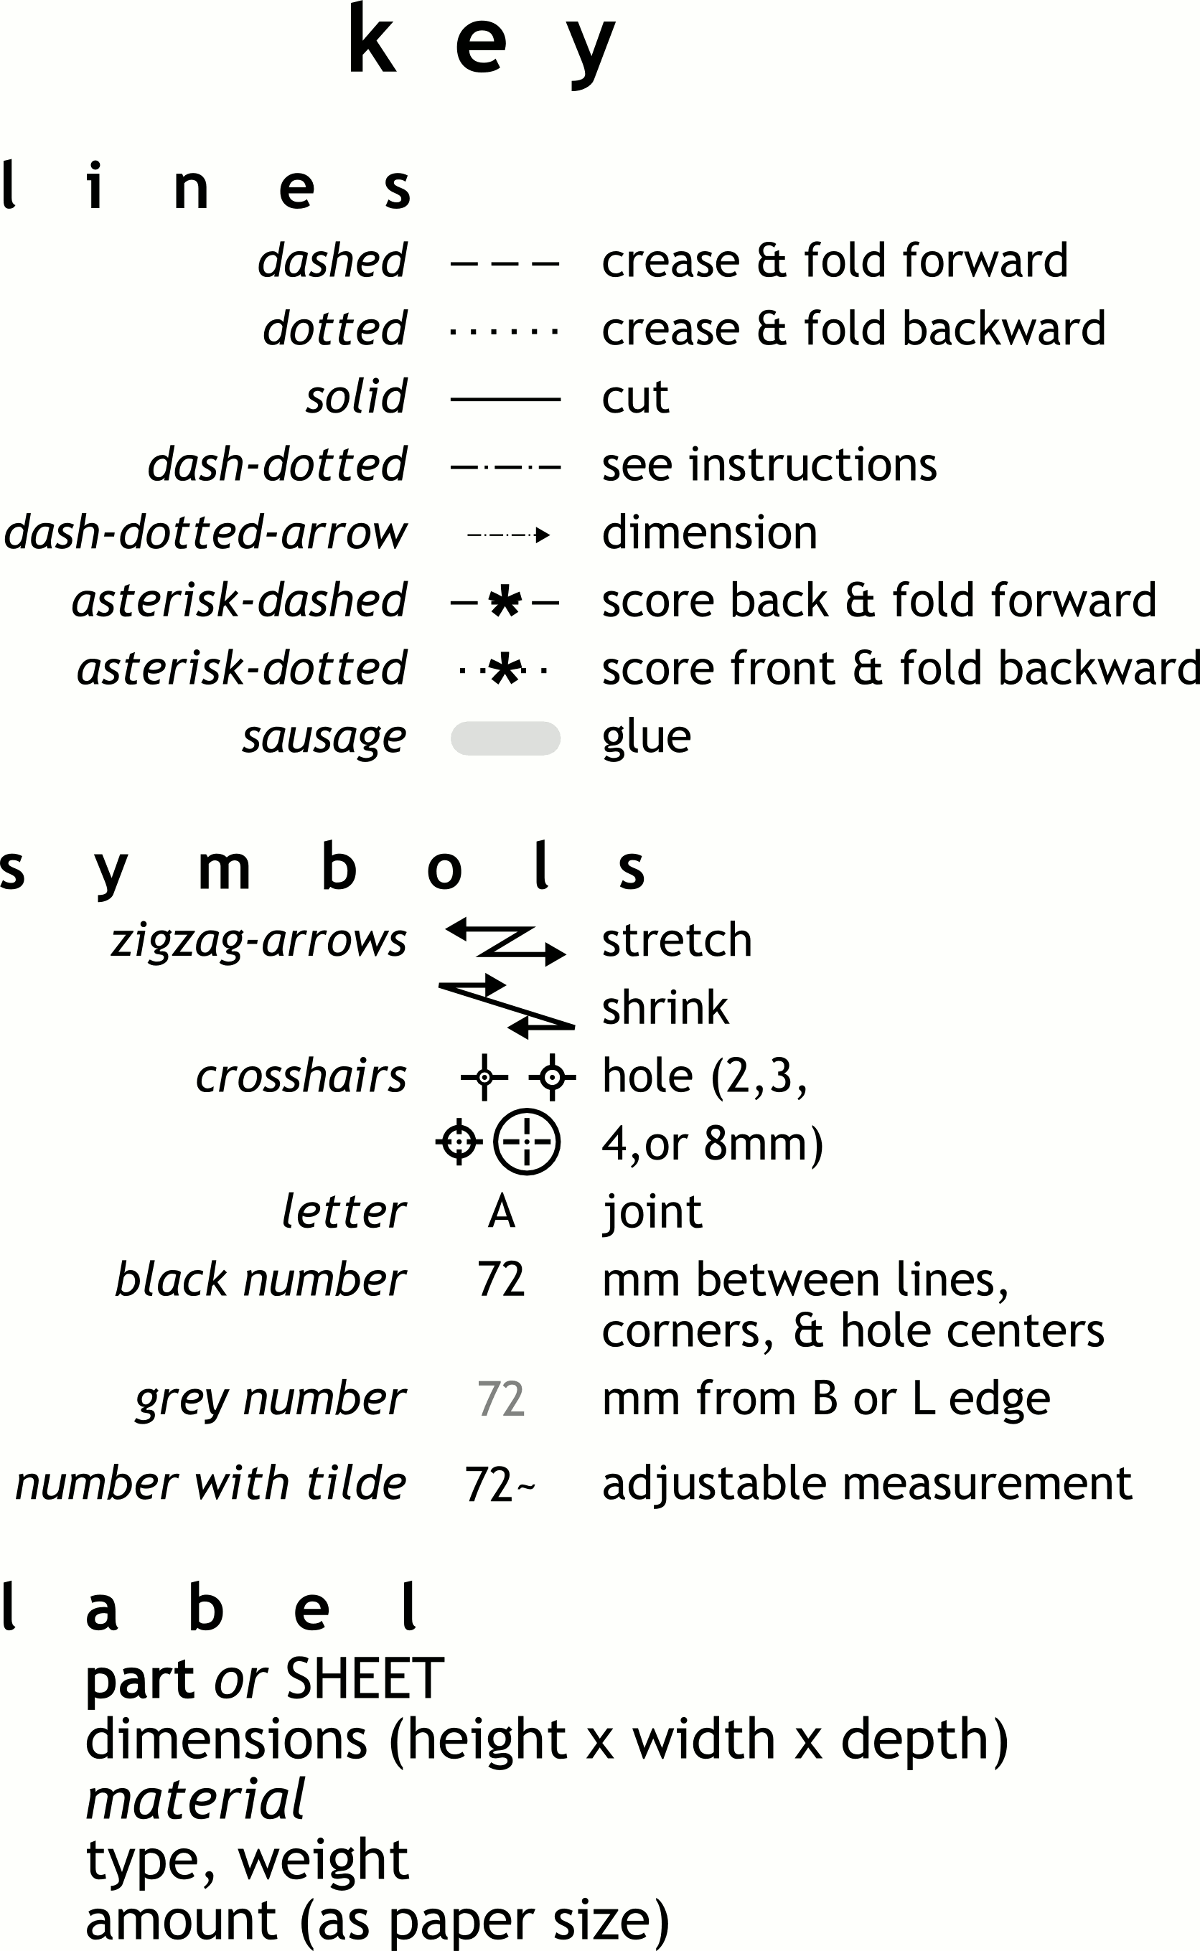 key
lines
dashed crease & fold forward
dotted crease & fold backward
solid cut
dash-dotted see instructions
dash-dotted-arrow dimension
asterisk-dashed * score back & fold forward
asterisk-dotted * score front & fold backward
sausage glue
symbols
zigzag-arrows stretch
shrink
crosshairs hole (2,3,
4,or 8mm)
letter A joint
black number 72 mm between lines,
corners, & hole centers
grey number 72 mm from B or L edge
number with tilde 72~ adjustable measurement
label
part or SHEET
dimensions (height x width x depth)
material
type, weight
amount (as paper size)